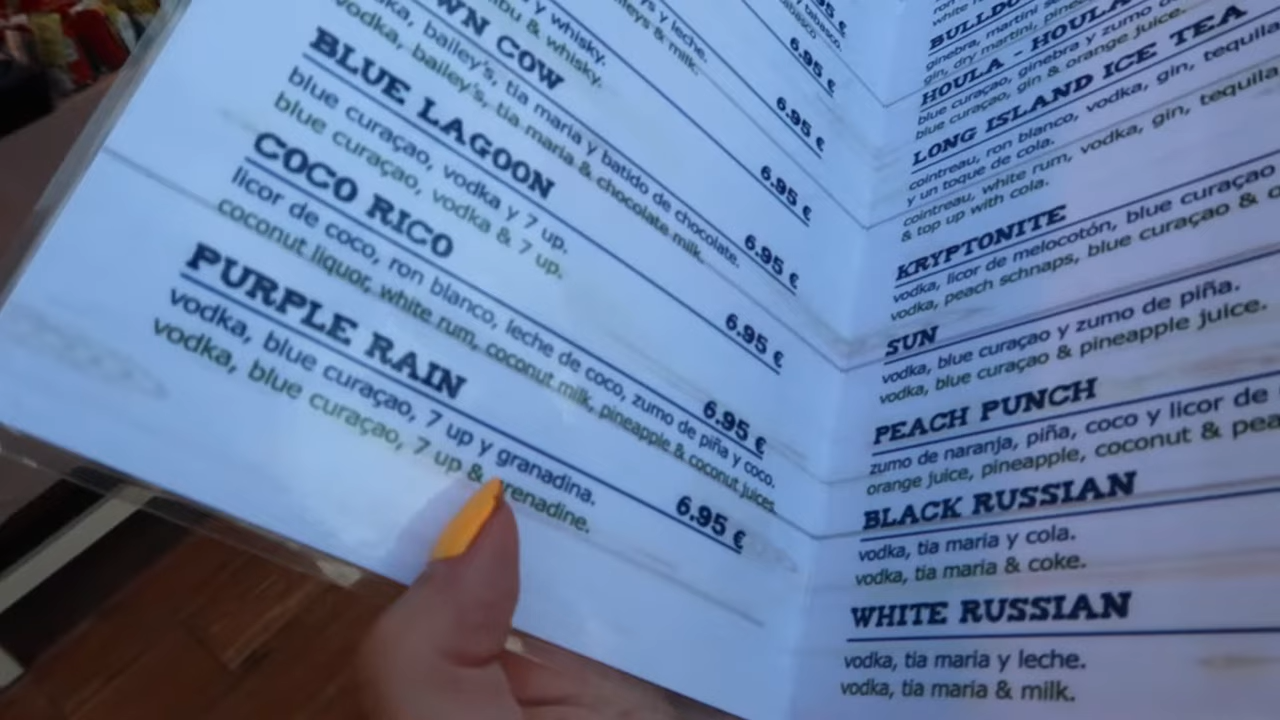 y whisky.
& whisky.
6.95 €
WN COW
bailey's, tia maria y batido de chocolate.
vodka, bailey's, tia maria & chocolate milk.
6.95 €
BLUE LAGOON
blue curaçao, vodka y 7 up.
blue curaçao, vodka & 7 up.
6.95 €
COCO RICO
licor de coco, ron blanco, leche de coco, zumo de piña y coco.
coconut liquor, white rum, coconut milk, pineapple & coconut juices
6.95 €
PURPLE RAIN
vodka, blue curaçao, 7 up y granadina.
vodka, blue curaçao, 7 up & renadine.
6.95 €
y leche.
& milk.
6.95 €
6.95 €
HOULA - HOULA
blue curaçao, ginebra y zumo
blue curaçao, gin & orange juice.
LONG ISLAND ICE TEA
cointreau, ron blanco, vodka, gin, tequila
y un toque de cola.
cointreau, white rum, vodka, gin, tequila
& top up with cola.
KRYPTONITE
vodka, licor de melocotón, blue curaçao
vodka, peach schnaps, blue curaçao &
SUN
vodka, blue curaçao y zumo de piña.
vodka, blue curaçao & pineapple juice.
PEACH PUNCH
zumo de naranja, piña, coco y licor de
orange juice, pineapple, coconut & pea
BLACK RUSSIAN
vodka, tia maria y cola.
vodka, tia maria & coke.
WHITE RUSSIAN
vodka, tia maria y leche.
vodka, tia maria & milk.